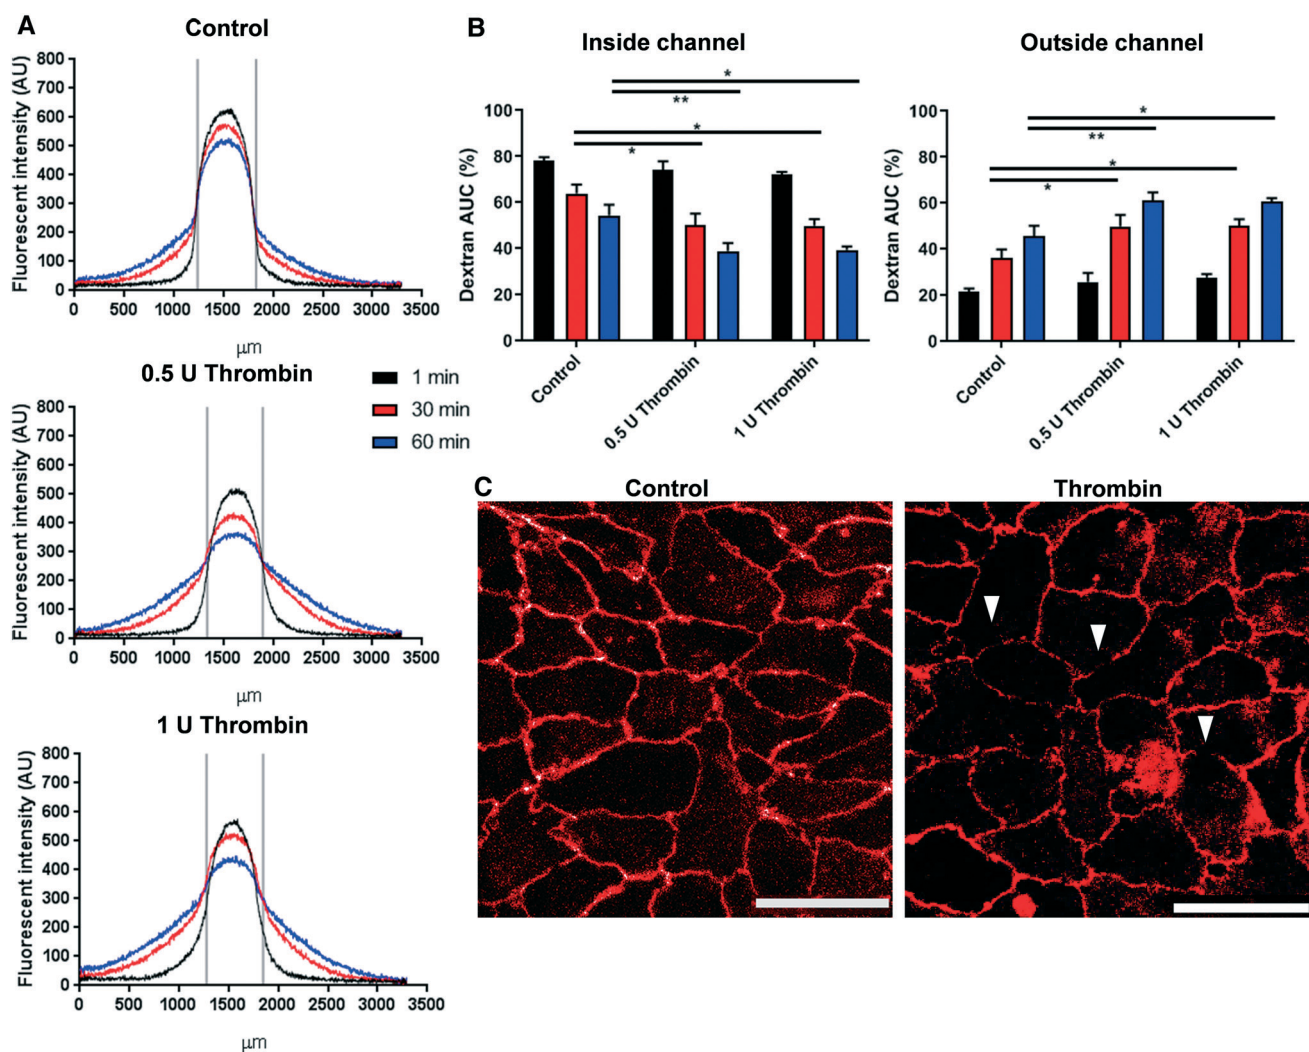 A
Control
Fluorescent intensity (AU)
800
700
600
500
400
300
200
100
0
0 500 1000 1500 2000 2500 3000 3500
μm
0.5 U Thrombin
Fluorescent intensity (AU)
800
700
600
500
400
300
200
100
0
0 500 1000 1500 2000 2500 3000 3500
μm
1 U Thrombin
Fluorescent intensity (AU)
800
700
600
500
400
300
200
100
0
0 500 1000 1500 2000 2500 3000 3500
μm
1 min
30 min
60 min
B
Inside channel
*
**
*
*
Dextran AUC (%)
100
80
60
40
20
0
Control
0.5 U Thrombin
1 U Thrombin
Outside channel
*
**
*
*
Dextran AUC (%)
100
80
60
40
20
0
Control
0.5 U Thrombin
1 U Thrombin
C
Control
Thrombin